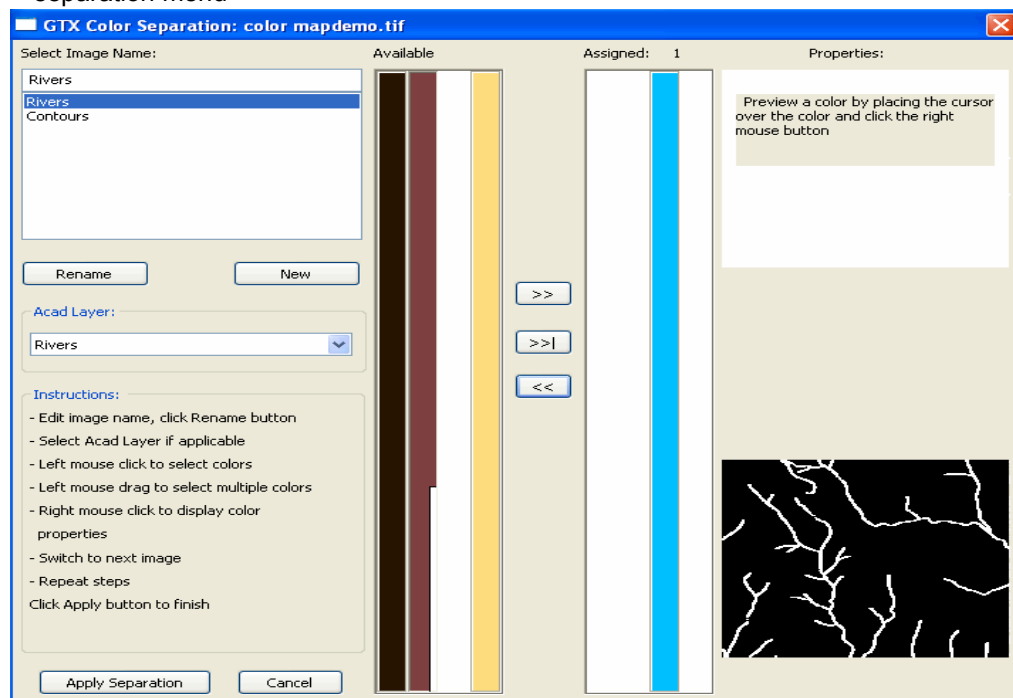 separation menu
GTX Color Separation: color mapdemo.tif
Select Image Name:
Available
Assigned: 1
Properties:
Rivers
Rivers
Contours
Preview a color by placing the cursor
over the color and click the right
mouse button
Rename
New
>>
Acad Layer:
Rivers
>>|
<<
Instructions:
- Edit image name, click Rename button
- Select Acad Layer if applicable
- Left mouse click to select colors
- Left mouse drag to select multiple colors
- Right mouse click to display color
properties
- Switch to next image
- Repeat steps
Click Apply button to finish
Apply Separation
Cancel